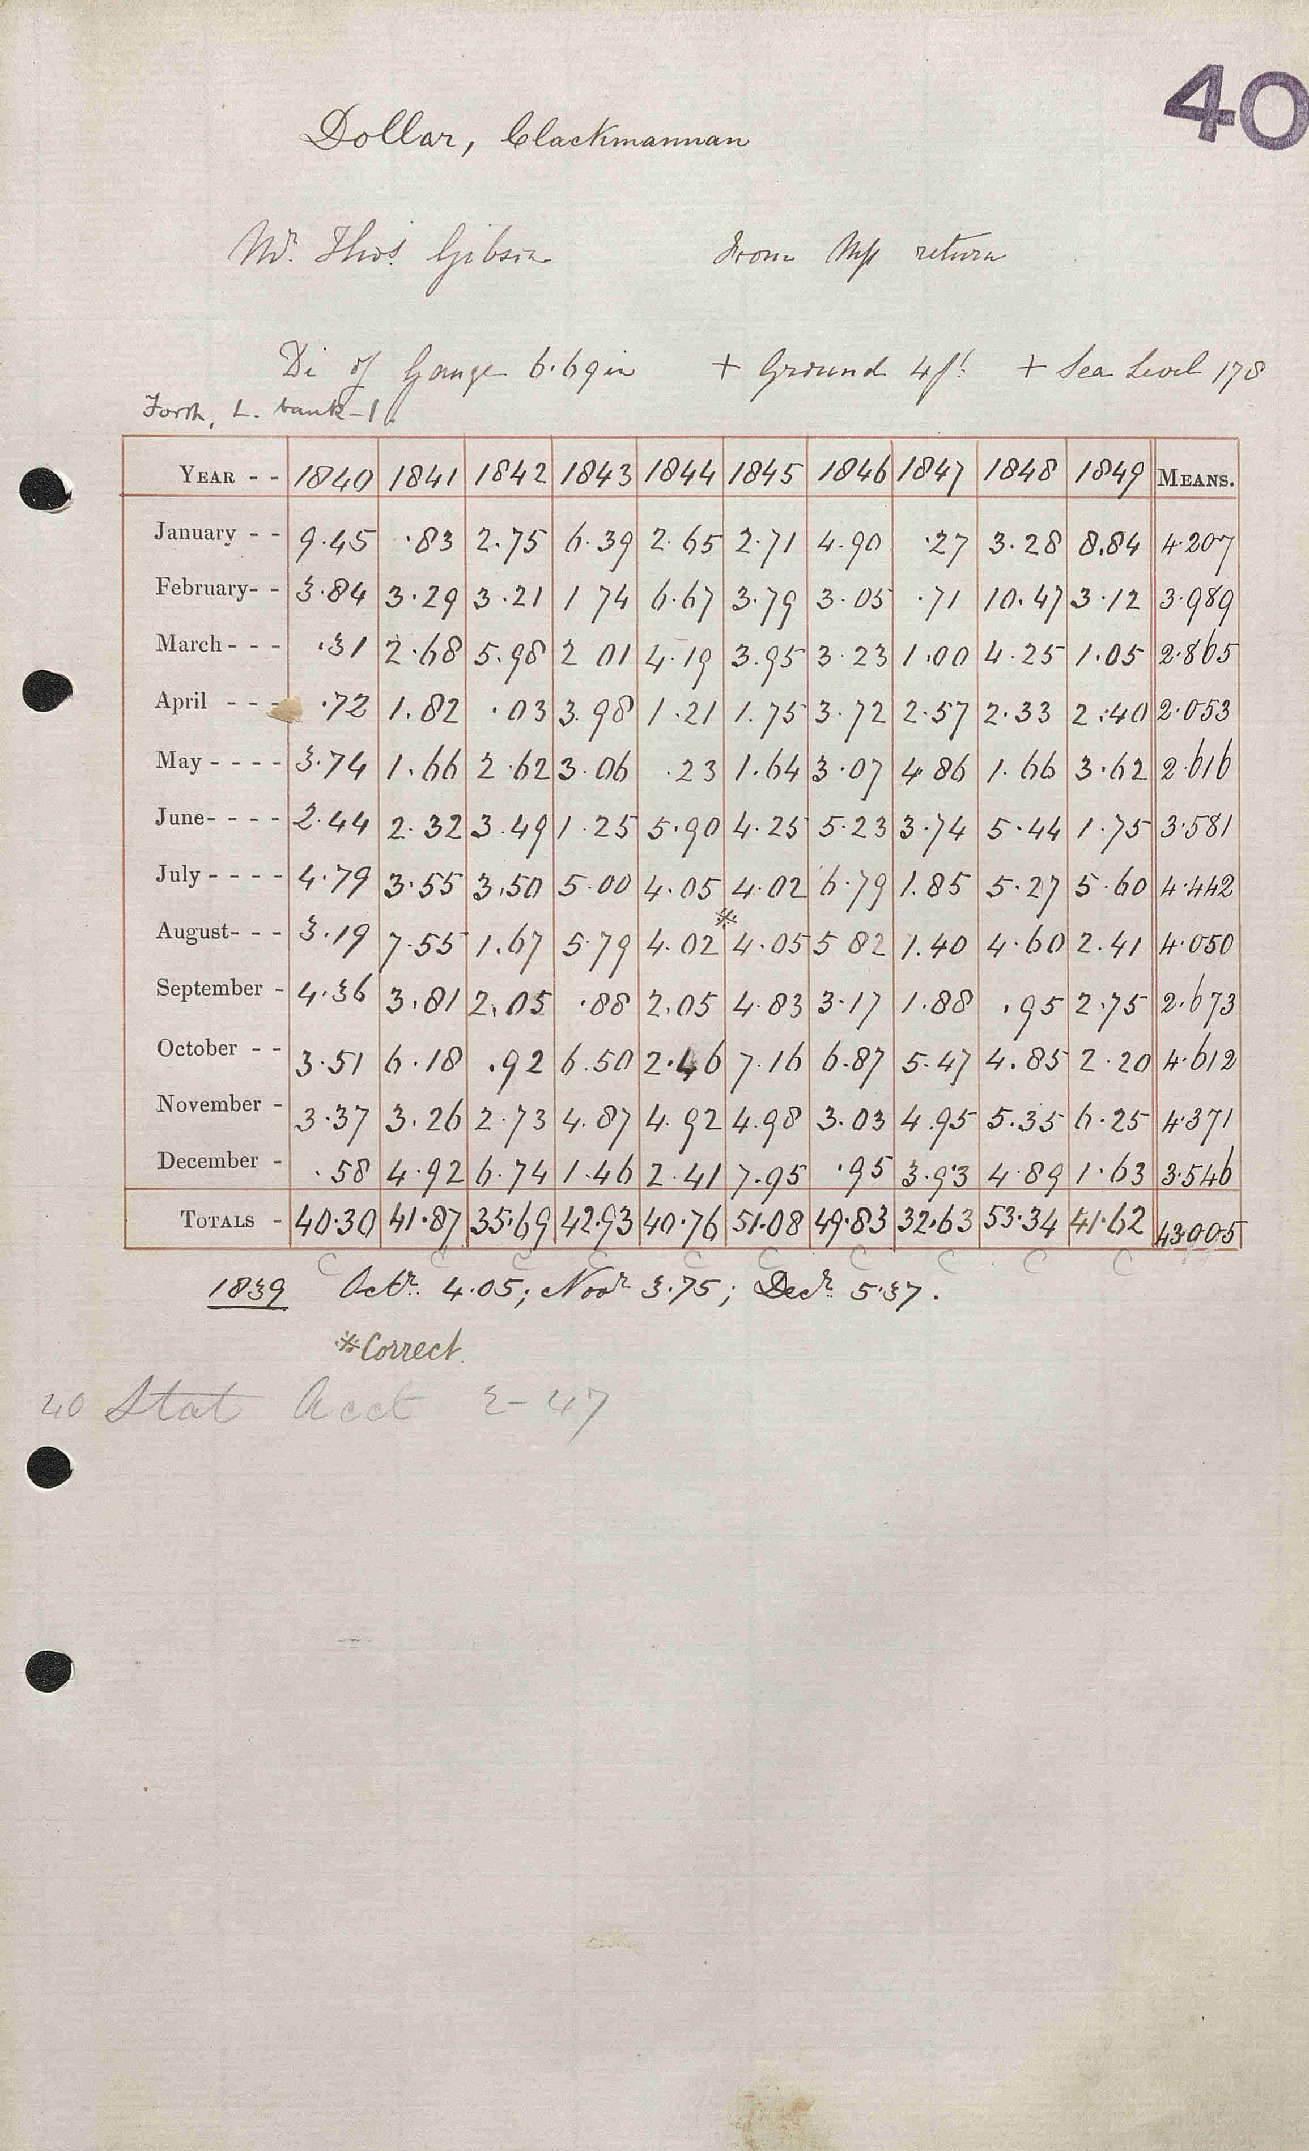 40
Dollar, Clackmannan
Mr. Thos. Gibson From Mss return
Di of Gauge 6.69in + Ground 4ft. + Sea Level 178
Forth, L. bank-1.
YEAR - - 1840 1841 1842 1843 1844 1845 1846 1847 1848 1849 MEANS.
January - - 9.45 .83 2.75 6.39 2.65 2.71 4.90 .27 3.28 8.84 4.207
February- - 3.84 3.29 3.21 1 74 6.67 3.79 3.05 .71 10.47 3.12 3.989
March - - - .31 2.68 5.98 2 01 4.19 3.95 3.23 1.00 4.25 1.05 2.865
April - - - .72 1.82 .03 3.98 1.21 1.75 3.72 2.57 2.33 2.40 2.053
May - - - - 3.74 1.66 2.62 3.06 .23 1.64 3.07 4.86 1.66 3.62 2.616
June- - - - 2.44 2.32 3.49 1.25 5.90 4.25 5.23 3.74 5.44 1.75 3.581
July - - - - 4.79 3.55 3.50 5.00 4.05 4.02 6.79 1.85 5.27 5.60 4.442
August- - - 3.19 7.55 1.67 5.79 4.02 * 4.05 5 82 1.40 4.60 2.41 4.050
September - 4.36 3.81 2.05 .88 2.05 4.83 3.17 1.88 .95 2.75 2.673
October - - 3.51 6.18 .92 6.50 2.46 7.16 6.87 5.47 4.85 2.20 4.612
November - 3.37 3.26 2.73 4.87 4.92 4.98 3.03 4.95 5.35 6.25 4.371
December - .58 4.92 6.74 1.46 2.41 7.95 .95 3.93 4.89 1.63 3.546
TOTALS - 40.30 41.87 35.69 42.93 40.76 51.08 49.83 32.63 53.34 41.62 43.005
C C C C C C C C C C
1839 Octr. 4.05; Novr 3.75; Decr. 5.37.
*Correct.
40 Stat Acct 2-47